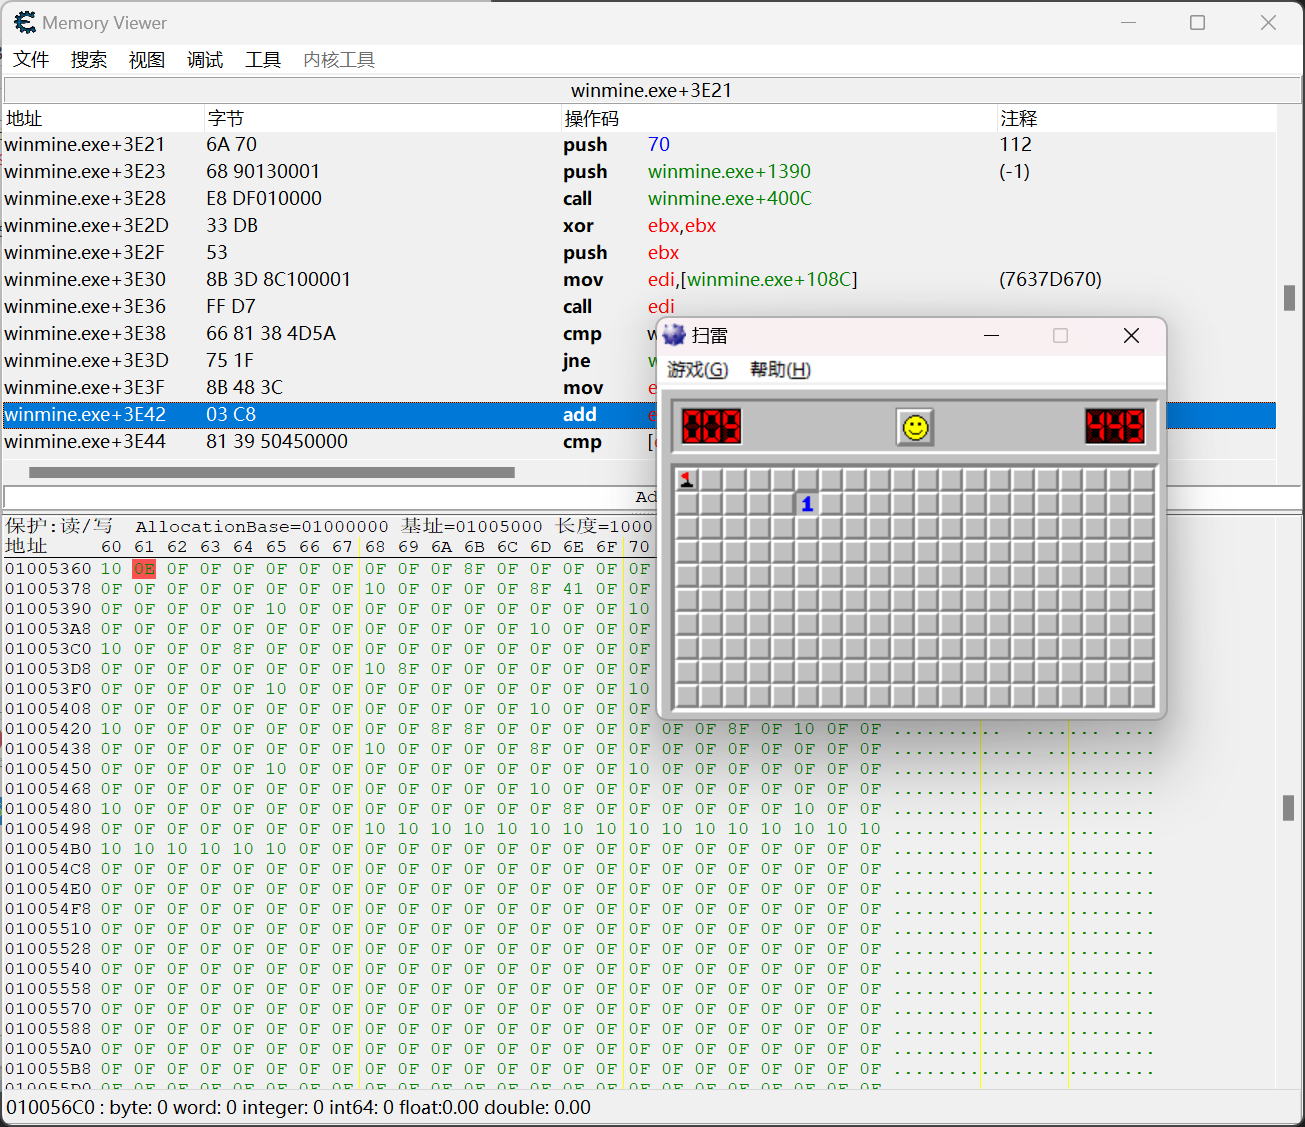 Memory Viewer
文件 搜索 视图 调试 工具 内核工具
winmine.exe+3E21
地址 字节 操作码 注释
winmine.exe+3E21 6A 70 push 70 112
winmine.exe+3E23 68 90130001 push winmine.exe+1390 (-1)
winmine.exe+3E28 E8 DF010000 call winmine.exe+400C
winmine.exe+3E2D 33 DB xor ebx,ebx
winmine.exe+3E2F 53 push ebx
winmine.exe+3E30 8B 3D 8C100001 mov edi,[winmine.exe+108C] (7637D670)
winmine.exe+3E36 FF D7 call edi
winmine.exe+3E38 66 81 38 4D5A cmp
winmine.exe+3E3D 75 1F jne
winmine.exe+3E3F 8B 48 3C mov
winmine.exe+3E42 03 C8 add
winmine.exe+3E44 81 39 50450000 cmp
扫雷
游戏(G) 帮助(H)
1
保护:读/写 AllocationBase=01000000 基址=01005000 长度=1000
地址 60 61 62 63 64 65 66 67 68 69 6A 6B 6C 6D 6E 6F 70
01005360 10 0E 0F 0F 0F 0F 0F 0F 0F 0F 0F 8F 0F 0F 0F 0F 0F
01005378 0F 0F 0F 0F 0F 0F 0F 0F 10 0F 0F 0F 0F 8F 41 0F 0F
01005390 0F 0F 0F 0F 0F 10 0F 0F 0F 0F 0F 0F 0F 0F 0F 0F 10
010053A8 0F 0F 0F 0F 0F 0F 0F 0F 0F 0F 0F 0F 0F 10 0F 0F 0F
010053C0 10 0F 0F 0F 8F 0F 0F 0F 0F 0F 0F 0F 0F 0F 0F 0F 0F
010053D8 0F 0F 0F 0F 0F 0F 0F 0F 10 8F 0F 0F 0F 0F 0F 0F 0F
010053F0 0F 0F 0F 0F 0F 10 0F 0F 0F 0F 0F 0F 0F 0F 0F 0F 10
01005408 0F 0F 0F 0F 0F 0F 0F 0F 0F 0F 0F 0F 0F 10 0F 0F 0F
01005420 10 0F 0F 0F 0F 0F 0F 0F 0F 0F 8F 8F 0F 0F 0F 0F 0F 0F 0F 8F 0F 10 0F 0F
01005438 0F 0F 0F 0F 0F 0F 0F 0F 10 0F 0F 0F 0F 8F 0F 0F 0F 0F 0F 0F 0F 0F 0F 0F
01005450 0F 0F 0F 0F 0F 10 0F 0F 0F 0F 0F 0F 0F 0F 0F 0F 10 0F 0F 0F 0F 0F 0F 0F
01005468 0F 0F 0F 0F 0F 0F 0F 0F 0F 0F 0F 0F 0F 10 0F 0F 0F 0F 0F 0F 0F 0F 0F 0F
01005480 10 0F 0F 0F 0F 0F 0F 0F 0F 0F 0F 0F 0F 0F 8F 0F 0F 0F 0F 0F 0F 10 0F 0F
01005498 0F 0F 0F 0F 0F 0F 0F 0F 10 10 10 10 10 10 10 10 10 10 10 10 10 10 10 10
010054B0 10 10 10 10 10 10 0F 0F 0F 0F 0F 0F 0F 0F 0F 0F 0F 0F 0F 0F 0F 0F 0F 0F
010054C8 0F 0F 0F 0F 0F 0F 0F 0F 0F 0F 0F 0F 0F 0F 0F 0F 0F 0F 0F 0F 0F 0F 0F 0F
010054E0 0F 0F 0F 0F 0F 0F 0F 0F 0F 0F 0F 0F 0F 0F 0F 0F 0F 0F 0F 0F 0F 0F 0F 0F
010054F8 0F 0F 0F 0F 0F 0F 0F 0F 0F 0F 0F 0F 0F 0F 0F 0F 0F 0F 0F 0F 0F 0F 0F 0F
01005510 0F 0F 0F 0F 0F 0F 0F 0F 0F 0F 0F 0F 0F 0F 0F 0F 0F 0F 0F 0F 0F 0F 0F 0F
01005528 0F 0F 0F 0F 0F 0F 0F 0F 0F 0F 0F 0F 0F 0F 0F 0F 0F 0F 0F 0F 0F 0F 0F 0F
01005540 0F 0F 0F 0F 0F 0F 0F 0F 0F 0F 0F 0F 0F 0F 0F 0F 0F 0F 0F 0F 0F 0F 0F 0F
01005558 0F 0F 0F 0F 0F 0F 0F 0F 0F 0F 0F 0F 0F 0F 0F 0F 0F 0F 0F 0F 0F 0F 0F 0F
01005570 0F 0F 0F 0F 0F 0F 0F 0F 0F 0F 0F 0F 0F 0F 0F 0F 0F 0F 0F 0F 0F 0F 0F 0F
01005588 0F 0F 0F 0F 0F 0F 0F 0F 0F 0F 0F 0F 0F 0F 0F 0F 0F 0F 0F 0F 0F 0F 0F 0F
010055A0 0F 0F 0F 0F 0F 0F 0F 0F 0F 0F 0F 0F 0F 0F 0F 0F 0F 0F 0F 0F 0F 0F 0F 0F
010055B8 0F 0F 0F 0F 0F 0F 0F 0F 0F 0F 0F 0F 0F 0F 0F 0F 0F 0F 0F 0F 0F 0F 0F 0F
010055D0 0F 0F 0F 0F 0F 0F 0F 0F 0F 0F 0F 0F 0F 0F 0F 0F 0F 0F 0F 0F 0F 0F 0F 0F
010056C0 : byte: 0 word: 0 integer: 0 int64: 0 float:0.00 double: 0.00